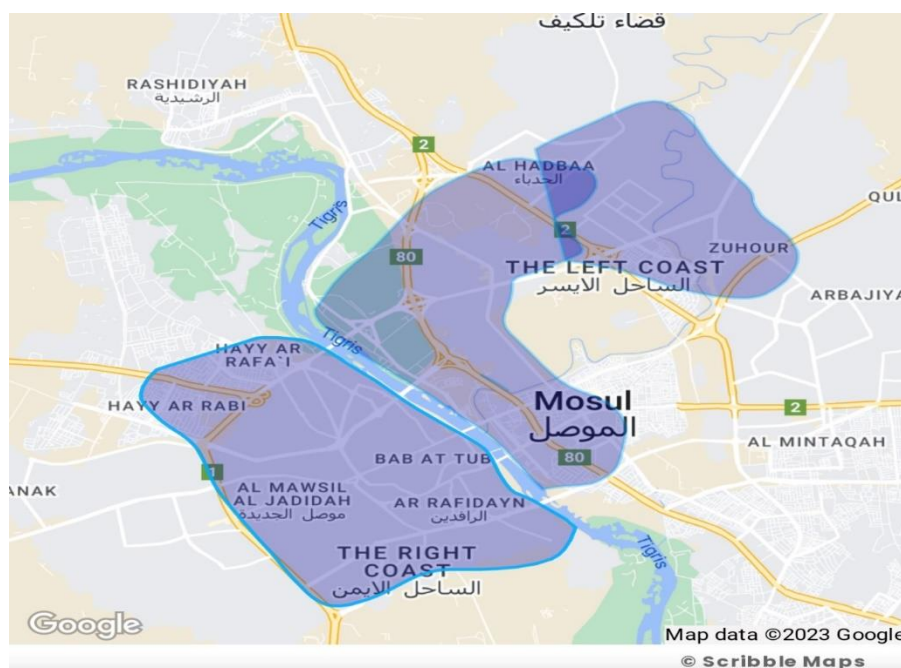 قضاء تلكيف
RASHIDIYAH
الرشيدية
2
AL HADBAA
الحدباء
QUL
Tigris
2
80
ZUHOUR
THE LEFT COAST
الساحل الايسر
ARBAJIYA
Tigris
HAYY AR
RAFA`I
HAYY AR RABI
Mosul
الموصل
2
AL MINTAQAH
BAB AT TUB
80
1
ANAK
AL MAWSIL
AL JADIDAH
موصل الجديدة
AR RAFIDAYN
الرافدين
THE RIGHT
COAST
الساحل الايمن
Tigris
Google
Map data ©2023 Google
© Scribble Maps